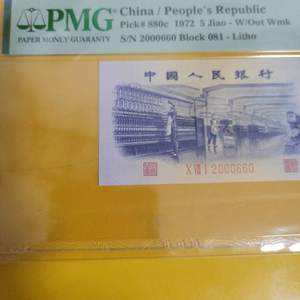 PMG
PAPER MONEY GUARANTY
China / People's Republic
Pick# 880c 1972 5 Jiao - W/Out Wmk
S/N 2000660 Block 081 - Litho
中國人民銀行
X VIII I 2000660